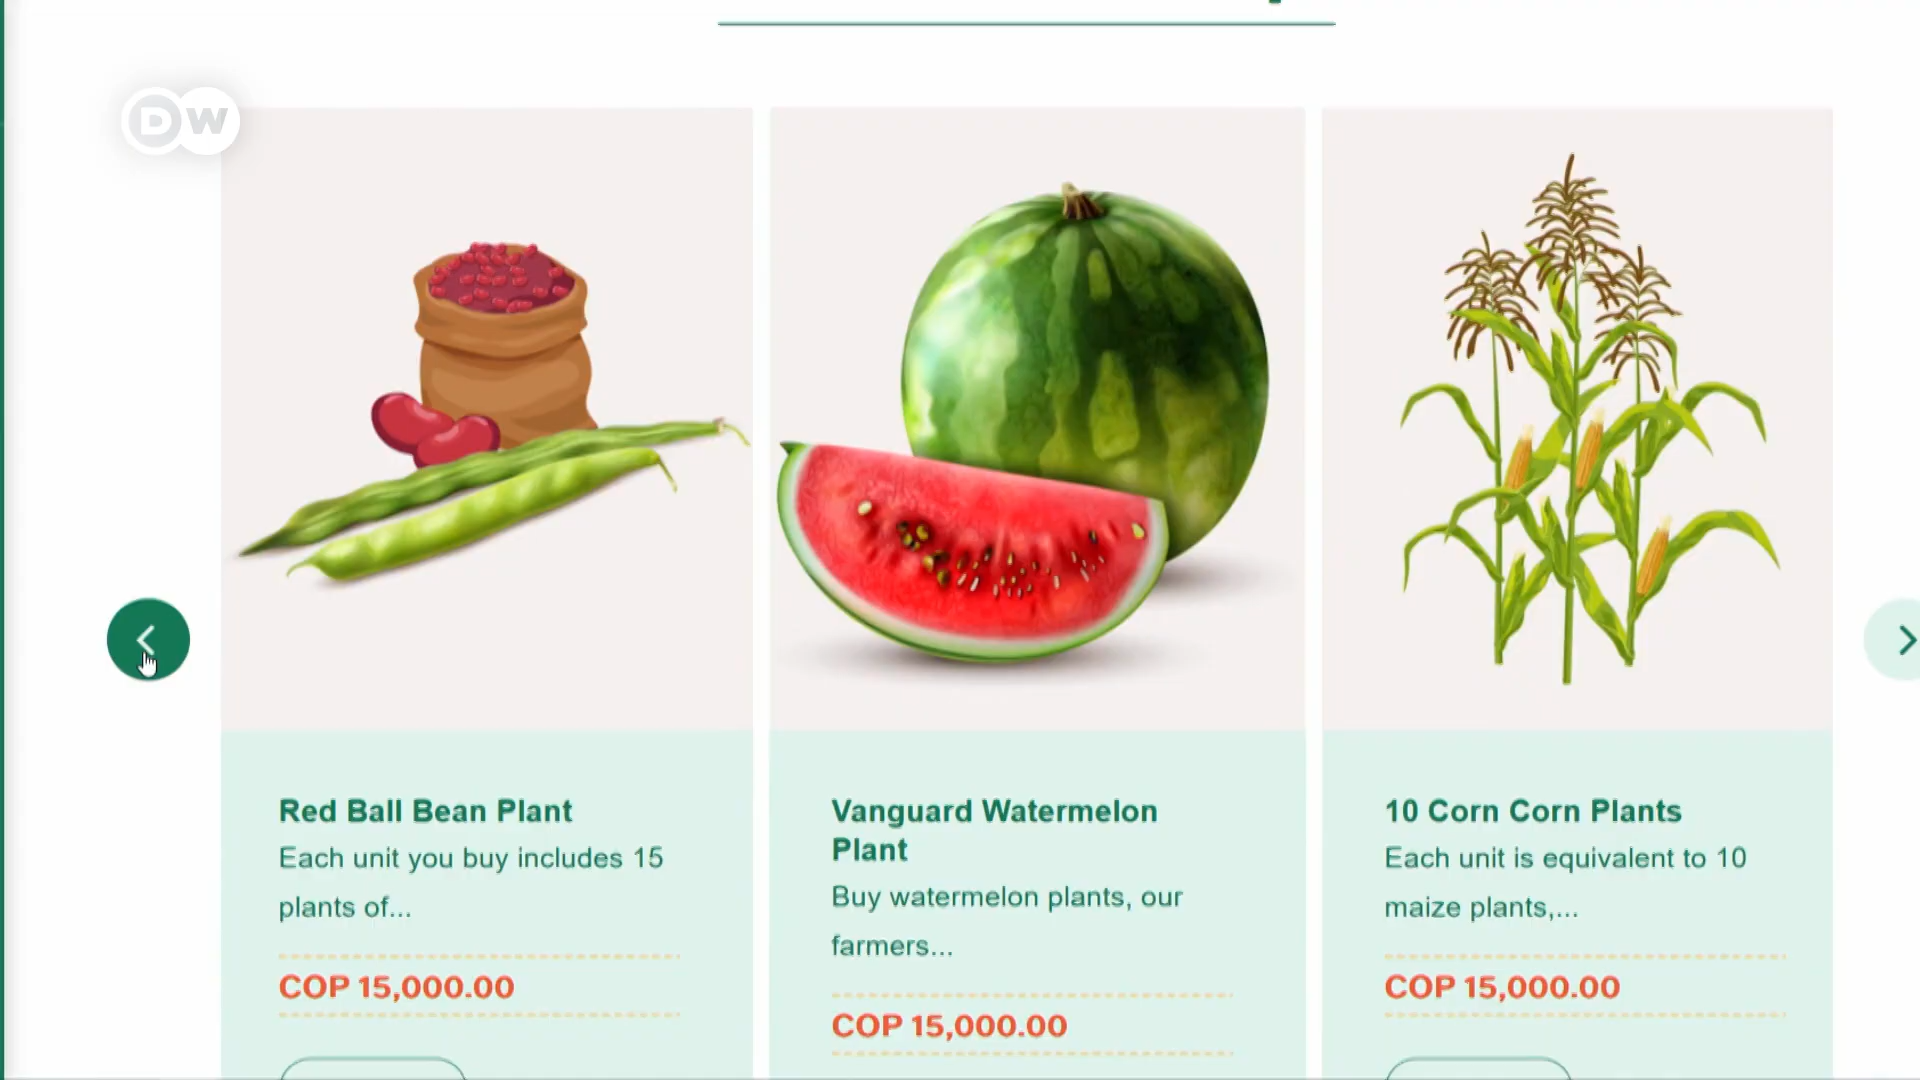 DW
Red Ball Bean Plant
Each unit you buy includes 15
plants of...
COP 15,000.00
Vanguard Watermelon
Plant
Buy watermelon plants, our
farmers...
COP 15,000.00
10 Corn Corn Plants
Each unit is equivalent to 10
maize plants,...
COP 15,000.00